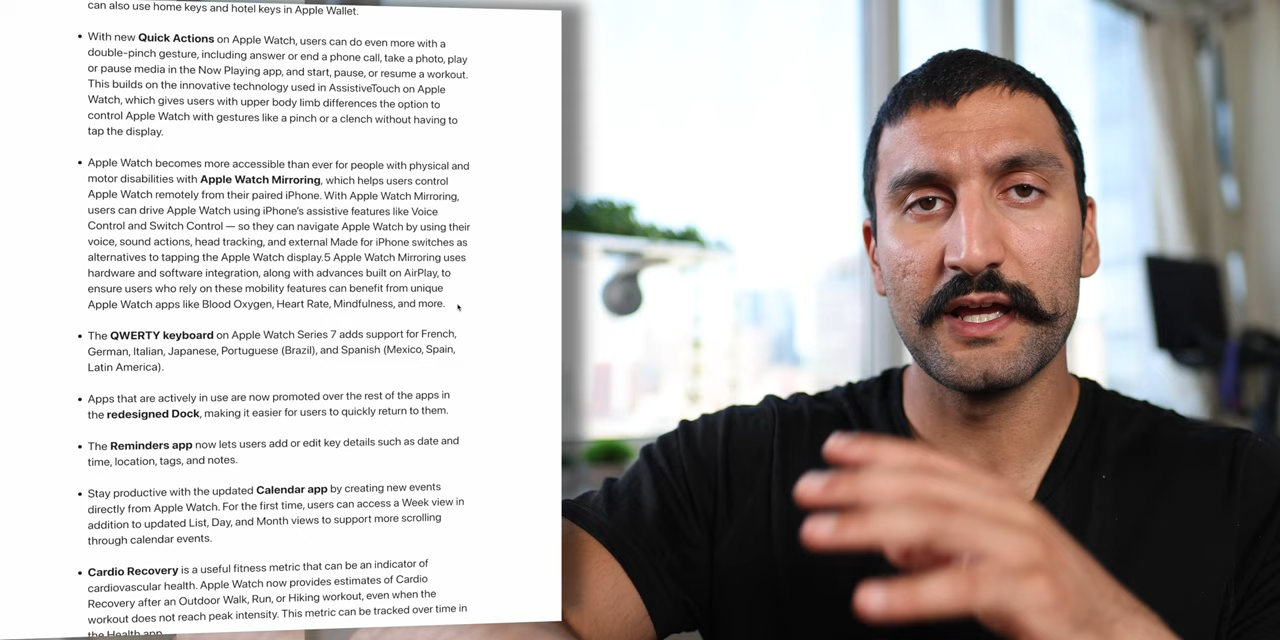 can also use home keys and hotel keys in Apple Wallet.
• With new Quick Actions on Apple Watch, users can do even more with a
double-pinch gesture, including answer or end a phone call, take a photo, play
or pause media in the Now Playing app, and start, pause, or resume a workout.
This builds on the innovative technology used in AssistiveTouch on Apple
Watch, which gives users with upper body limb differences the option to
control Apple Watch with gestures like a pinch or a clench without having to
tap the display.
• Apple Watch becomes more accessible than ever for people with physical and
motor disabilities with Apple Watch Mirroring, which helps users control
Apple Watch remotely from their paired iPhone. With Apple Watch Mirroring,
users can drive Apple Watch using iPhone's assistive features like Voice
Control and Switch Control — so they can navigate Apple Watch by using their
voice, sound actions, head tracking, and external Made for iPhone switches as
alternatives to tapping the Apple Watch display.5 Apple Watch Mirroring uses
hardware and software integration, along with advances built on AirPlay, to
ensure users who rely on these mobility features can benefit from unique
Apple Watch apps like Blood Oxygen, Heart Rate, Mindfulness, and more.
• The QWERTY keyboard on Apple Watch Series 7 adds support for French,
German, Italian, Japanese, Portuguese (Brazil), and Spanish (Mexico, Spain,
Latin America).
• Apps that are actively in use are now promoted over the rest of the apps in
the redesigned Dock, making it easier for users to quickly return to them.
• The Reminders app now lets users add or edit key details such as date and
time, location, tags, and notes.
• Stay productive with the updated Calendar app by creating new events
directly from Apple Watch. For the first time, users can access a Week view in
addition to updated List, Day, and Month views to support more scrolling
through calendar events.
• Cardio Recovery is a useful fitness metric that can be an indicator of
cardiovascular health. Apple Watch now provides estimates of Cardio
Recovery after an Outdoor Walk, Run, or Hiking workout, even when the
workout does not reach peak intensity. This metric can be tracked over time in
the Health app.